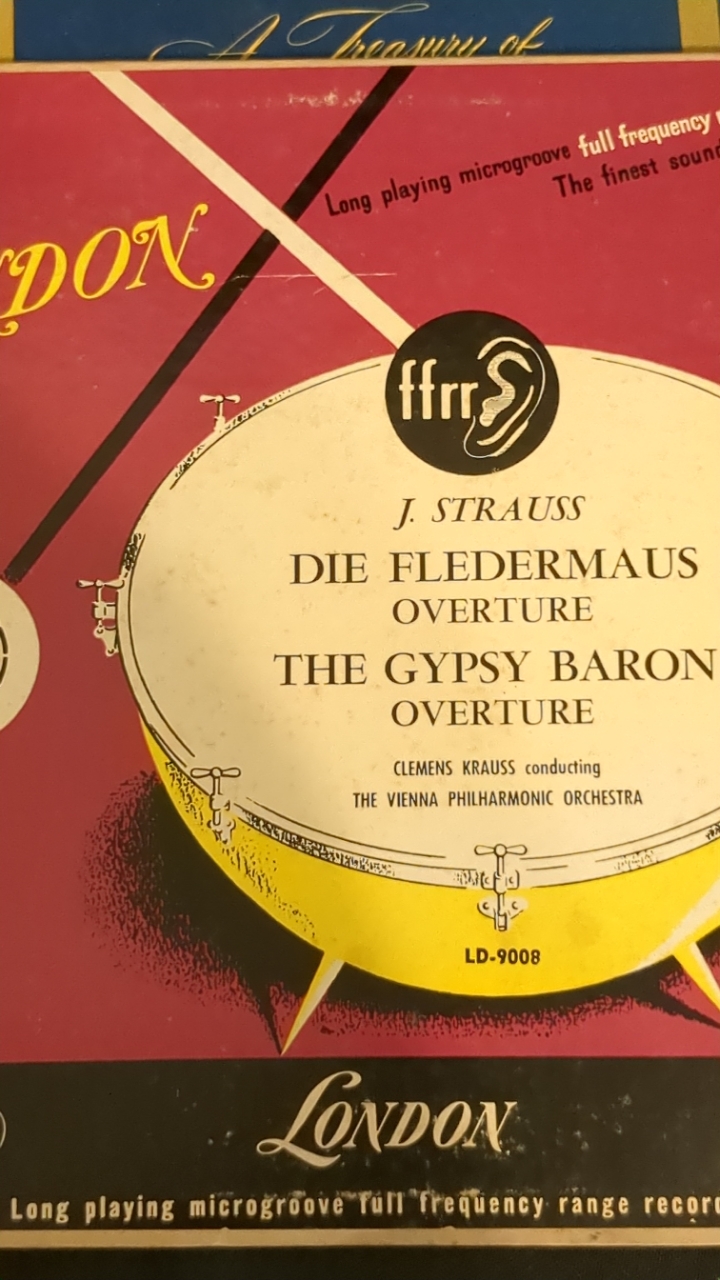 A Treasury of
Long playing microgroove full frequency
The finest sound
DON
ffrr
J. STRAUSS
DIE FLEDERMAUS
OVERTURE
THE GYPSY BARON
OVERTURE
CLEMENS KRAUSS conducting
THE VIENNA PHILHARMONIC ORCHESTRA
LD-9008
LONDON
Long playing microgroove full frequency range record